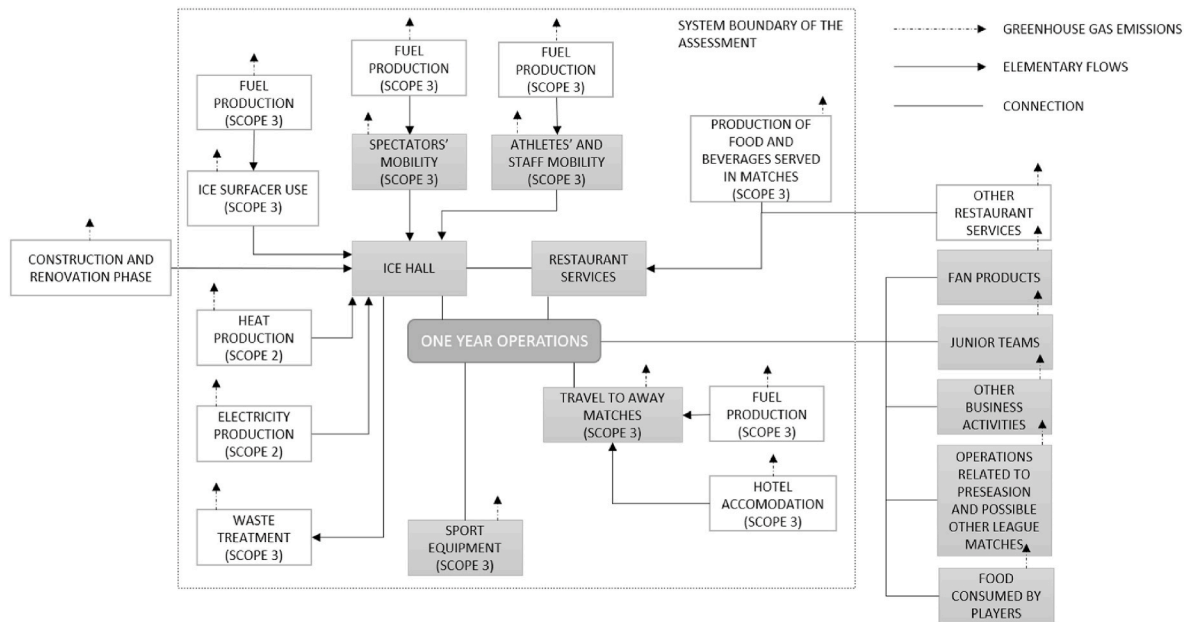 SYSTEM BOUNDARY OF THE
ASSESSMENT
GREENHOUSE GAS EMISSIONS
ELEMENTARY FLOWS
CONNECTION
FUEL
PRODUCTION
(SCOPE 3)
FUEL
PRODUCTION
(SCOPE 3)
FUEL
PRODUCTION
(SCOPE 3)
SPECTATORS'
MOBILITY
(SCOPE 3)
ATHLETES' AND
STAFF MOBILITY
(SCOPE 3)
PRODUCTION OF
FOOD AND
BEVERAGES SERVED
IN MATCHES
(SCOPE 3)
ICE SURFACER USE
(SCOPE 3)
OTHER
RESTAURANT
SERVICES
CONSTRUCTION AND
RENOVATION PHASE
ICE HALL
RESTAURANT
SERVICES
FAN PRODUCTS
HEAT
PRODUCTION
(SCOPE 2)
ONE YEAR OPERATIONS
JUNIOR TEAMS
ELECTRICITY
PRODUCTION
(SCOPE 2)
TRAVEL TO AWAY
MATCHES
(SCOPE 3)
FUEL
PRODUCTION
(SCOPE 3)
OTHER
BUSINESS
ACTIVITIES
OPERATIONS
RELATED TO
PRESEASION
AND POSSIBLE
OTHER LEAGUE
MATCHES
HOTEL
ACCOMODATION
(SCOPE 3)
WASTE
TREATMENT
(SCOPE 3)
SPORT
EQUIPMENT
(SCOPE 3)
FOOD
CONSUMED BY
PLAYERS